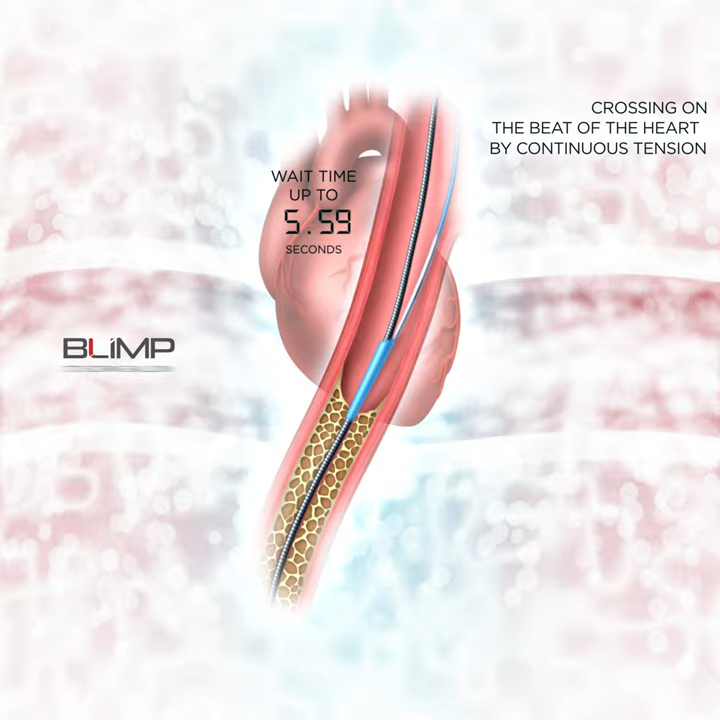 CROSSING ON
THE BEAT OF THE HEART
BY CONTINUOUS TENSION
WAIT TIME
UP TO
5.59
SECONDS
BLiMP